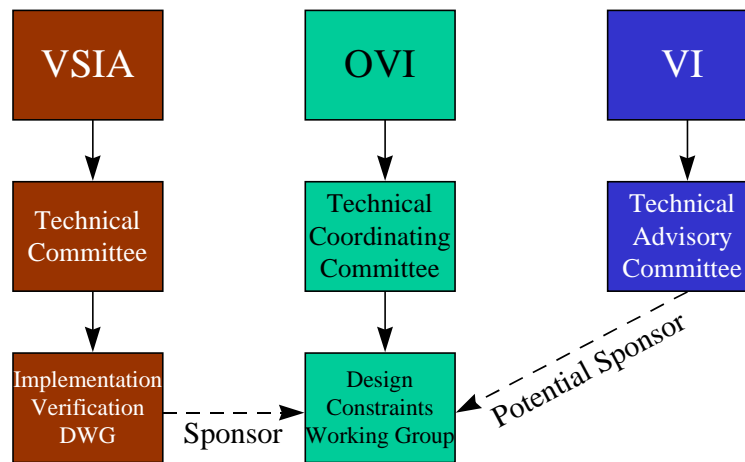 VSIA
OVI
VI
Technical
Committee
Technical
Coordinating
Committee
Technical
Advisory
Committee
Implementation
Verification
DWG
Sponsor
Design
Constraints
Working Group
Potential Sponsor